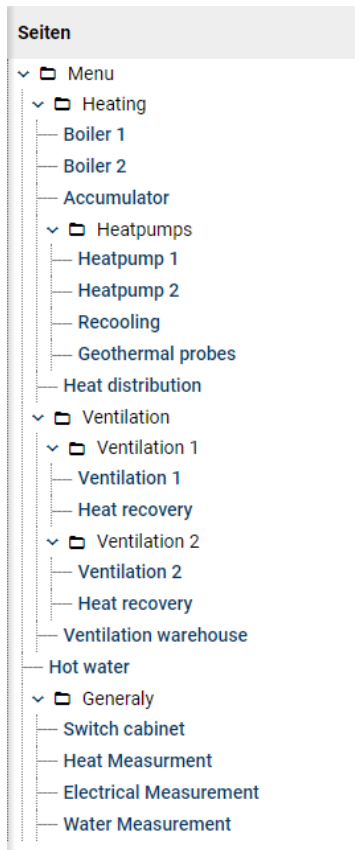 Seiten
Menu
Heating
Boiler 1
Boiler 2
Accumulator
Heatpumps
Heatpump 1
Heatpump 2
Recooling
Geothermal probes
Heat distribution
Ventilation
Ventilation 1
Ventilation 1
Heat recovery
Ventilation 2
Ventilation 2
Heat recovery
Ventilation warehouse
Hot water
Generaly
Switch cabinet
Heat Measurment
Electrical Measurement
Water Measurement